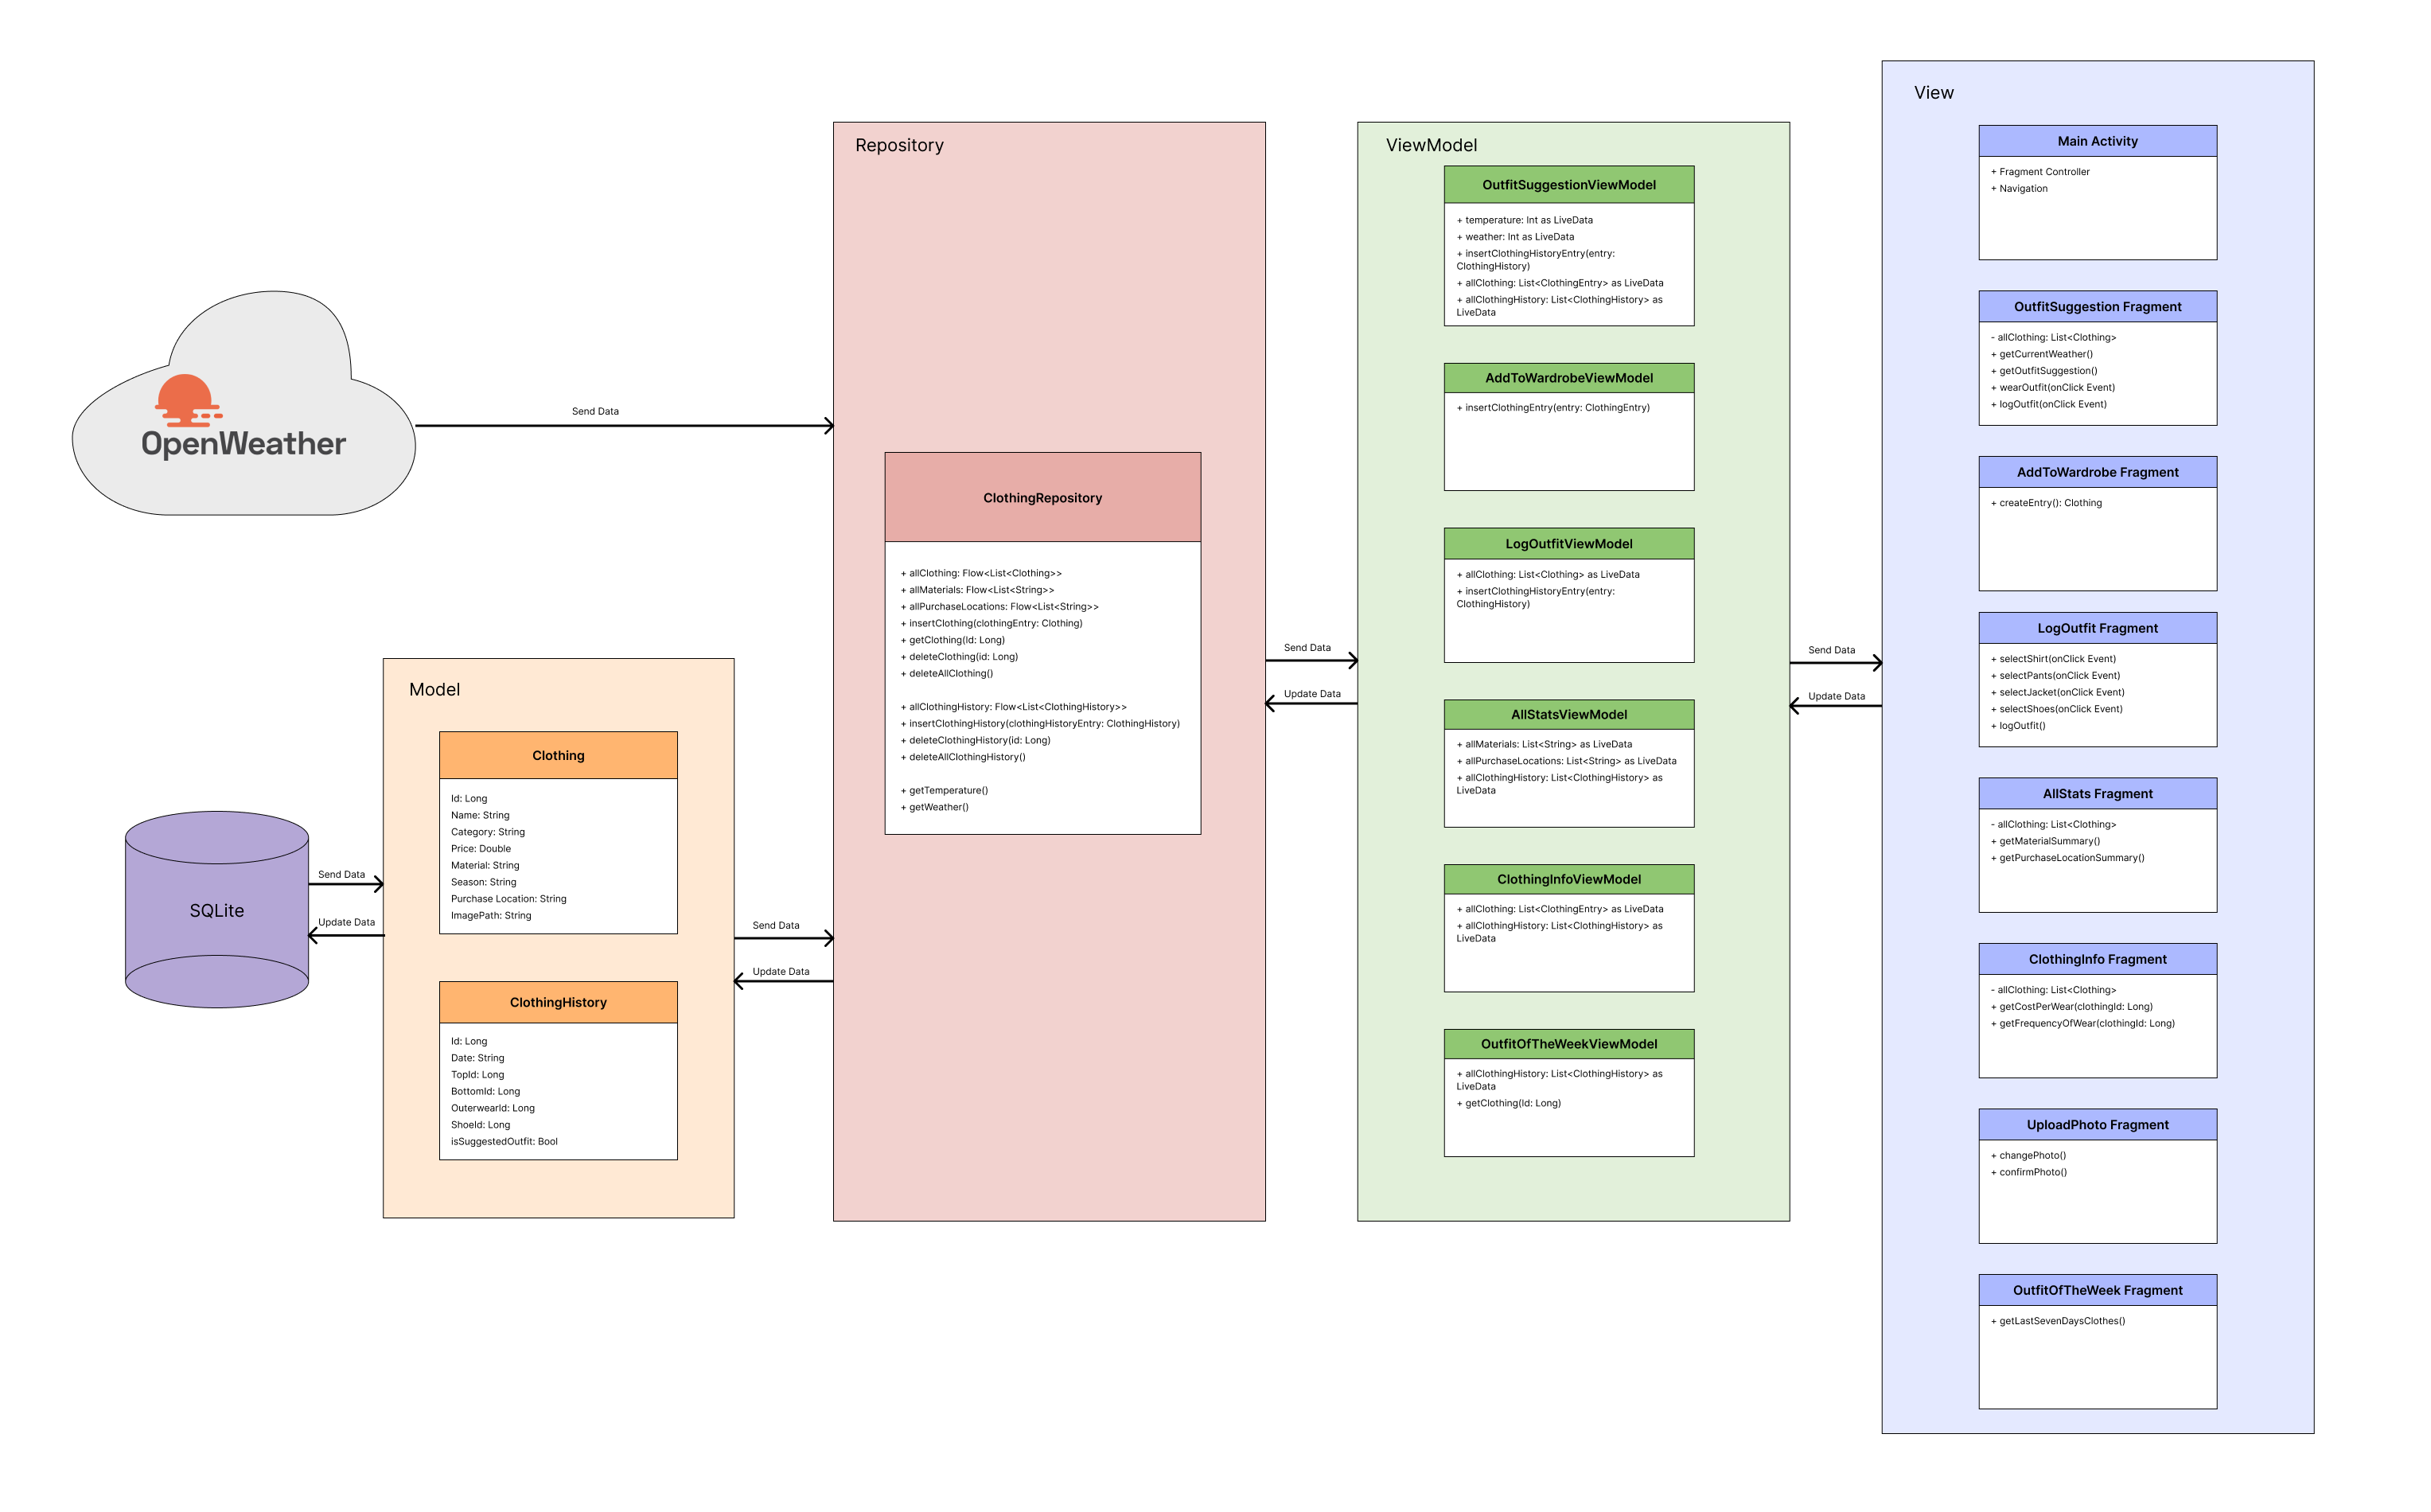 OpenWeather
Send Data
SQLite
Send Data
Update Data
Model
Clothing
Id: Long
Name: String
Category: String
Price: Double
Material: String
Season: String
Purchase Location: String
ImagePath: String
ClothingHistory
Id: Long
Date: String
TopId: Long
BottomId: Long
OuterwearId: Long
ShoeId: Long
isSuggestedOutfit: Bool
Send Data
Update Data
Repository
ClothingRepository
+ allClothing: Flow<List<Clothing>>
+ allMaterials: Flow<List<String>>
+ allPurchaseLocations: Flow<List<String>>
+ insertClothing(clothingEntry: Clothing)
+ getClothing(Id: Long)
+ deleteClothing(id: Long)
+ deleteAllClothing()
+ allClothingHistory: Flow<List<ClothingHistory>>
+ insertClothingHistory(clothingHistoryEntry: ClothingHistory)
+ deleteClothingHistory(id: Long)
+ deleteAllClothingHistory()
+ getTemperature()
+ getWeather()
Send Data
Update Data
ViewModel
OutfitSuggestionViewModel
+ temperature: Int as LiveData
+ weather: Int as LiveData
+ insertClothingHistoryEntry(entry:
ClothingHistory)
+ allClothing: List<ClothingEntry> as LiveData
+ allClothingHistory: List<ClothingHistory> as
LiveData
AddToWardrobeViewModel
+ insertClothingEntry(entry: ClothingEntry)
LogOutfitViewModel
+ allClothing: List<Clothing> as LiveData
+ insertClothingHistoryEntry(entry:
ClothingHistory)
AllStatsViewModel
+ allMaterials: List<String> as LiveData
+ allPurchaseLocations: List<String> as LiveData
+ allClothingHistory: List<ClothingHistory> as
LiveData
ClothingInfoViewModel
+ allClothing: List<ClothingEntry> as LiveData
+ allClothingHistory: List<ClothingHistory> as
LiveData
OutfitOfTheWeekViewModel
+ allClothingHistory: List<ClothingHistory> as
LiveData
+ getClothing(Id: Long)
Send Data
Update Data
View
Main Activity
+ Fragment Controller
+ Navigation
OutfitSuggestion Fragment
- allClothing: List<Clothing>
+ getCurrentWeather()
+ getOutfitSuggestion()
+ wearOutfit(onClick Event)
+ logOutfit(onClick Event)
AddToWardrobe Fragment
+ createEntry(): Clothing
LogOutfit Fragment
+ selectShirt(onClick Event)
+ selectPants(onClick Event)
+ selectJacket(onClick Event)
+ selectShoes(onClick Event)
+ logOutfit()
AllStats Fragment
- allClothing: List<Clothing>
+ getMaterialSummary()
+ getPurchaseLocationSummary()
ClothingInfo Fragment
- allClothing: List<Clothing>
+ getCostPerWear(clothingId: Long)
+ getFrequencyOfWear(clothingId: Long)
UploadPhoto Fragment
+ changePhoto()
+ confirmPhoto()
OutfitOfTheWeek Fragment
+ getLastSevenDaysClothes()